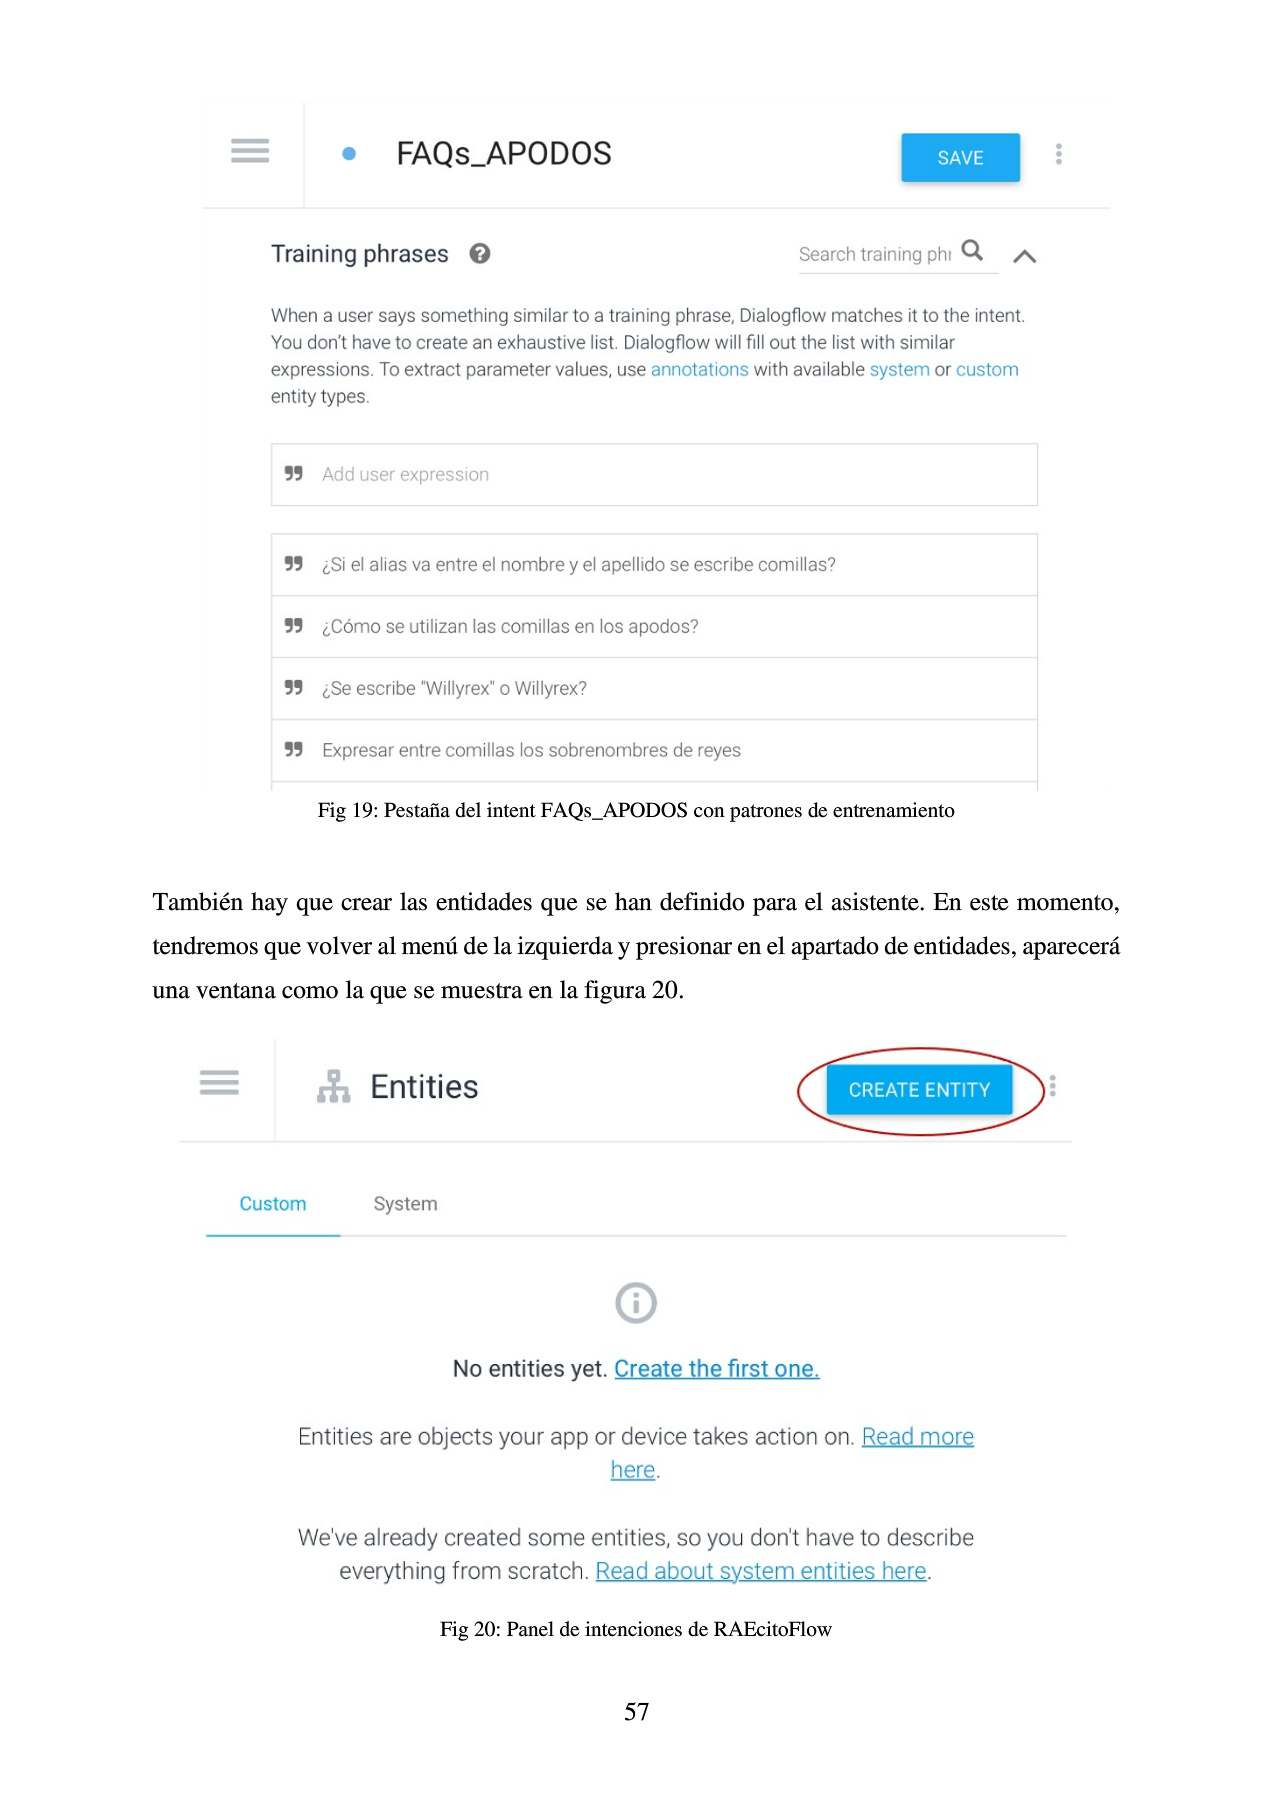 FAQs_APODOS
SAVE
Training phrases
Search training phr
When a user says something similar to a training phrase, Dialogflow matches it to the intent.
You don't have to create an exhaustive list. Dialogflow will fill out the list with similar
expressions. To extract parameter values, use annotations with available system or custom
entity types.
Add user expression
¿Si el alias va entre el nombre y el apellido se escribe comillas?
¿Cómo se utilizan las comillas en los apodos?
¿Se escribe "Willyrex" o Willyrex?
Expresar entre comillas los sobrenombres de reyes
Fig 19: Pestaña del intent FAQs_APODOS con patrones de entrenamiento
También hay que crear las entidades que se han definido para el asistente. En este momento,
tendremos que volver al menú de la izquierda y presionar en el apartado de entidades, aparecerá
una ventana como la que se muestra en la figura 20.
Entities
CREATE ENTITY
Custom System
No entities yet. Create the first one.
Entities are objects your app or device takes action on. Read more
here.
We've already created some entities, so you don't have to describe
everything from scratch. Read about system entities here.
Fig 20: Panel de intenciones de RAEcitoFlow
57